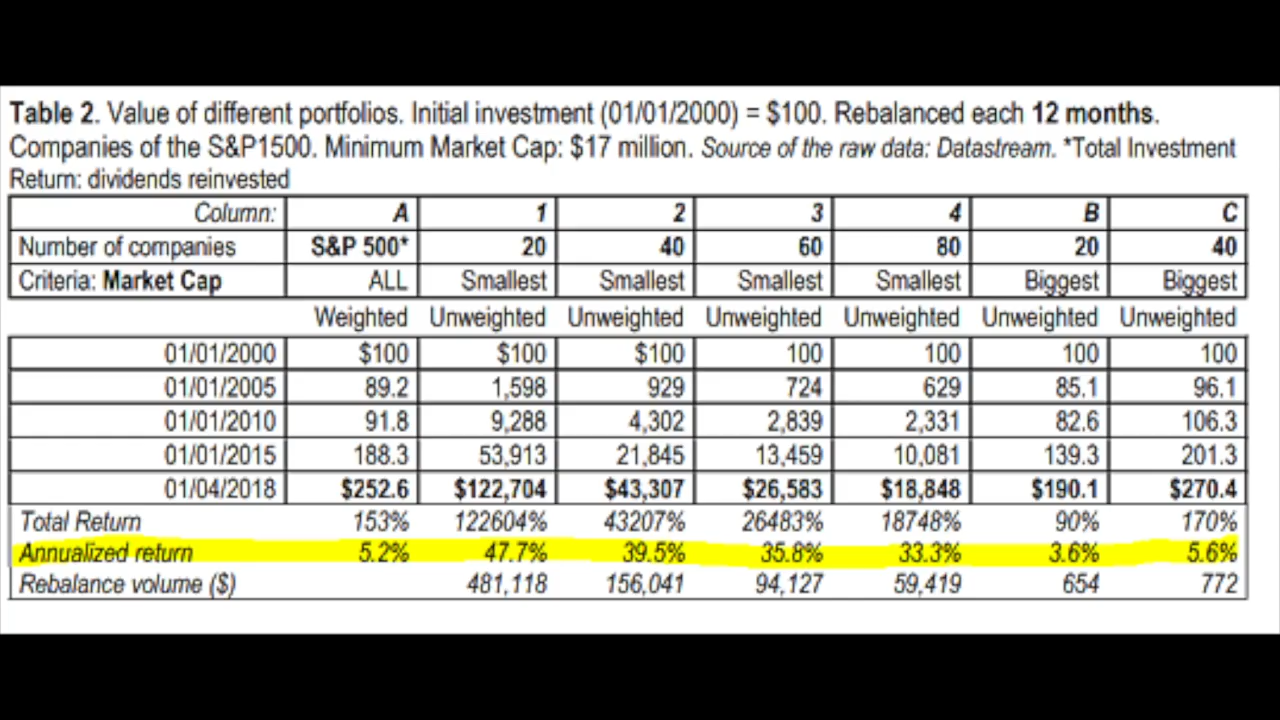 Table 2. Value of different portfolios. Initial investment (01/01/2000) = $100. Rebalanced each 12 months.
Companies of the S&P1500. Minimum Market Cap: $17 million. Source of the raw data: Datastream. *Total Investment
Return: dividends reinvested
Column: A 1 2 3 4 B C
Number of companies S&P 500* 20 40 60 80 20 40
Criteria: Market Cap ALL Smallest Smallest Smallest Smallest Biggest Biggest
Weighted Unweighted Unweighted Unweighted Unweighted Unweighted Unweighted
01/01/2000 $100 $100 $100 100 100 100 100
01/01/2005 89.2 1,598 929 724 629 85.1 96.1
01/01/2010 91.8 9,288 4,302 2,839 2,331 82.6 106.3
01/01/2015 188.3 53,913 21,845 13,459 10,081 139.3 201.3
01/04/2018 $252.6 $122,704 $43,307 $26,583 $18,848 $190.1 $270.4
Total Return 153% 122604% 43207% 26483% 18748% 90% 170%
Annualized return 5.2% 47.7% 39.5% 35.8% 33.3% 3.6% 5.6%
Rebalance volume ($) 481,118 156,041 94,127 59,419 654 772